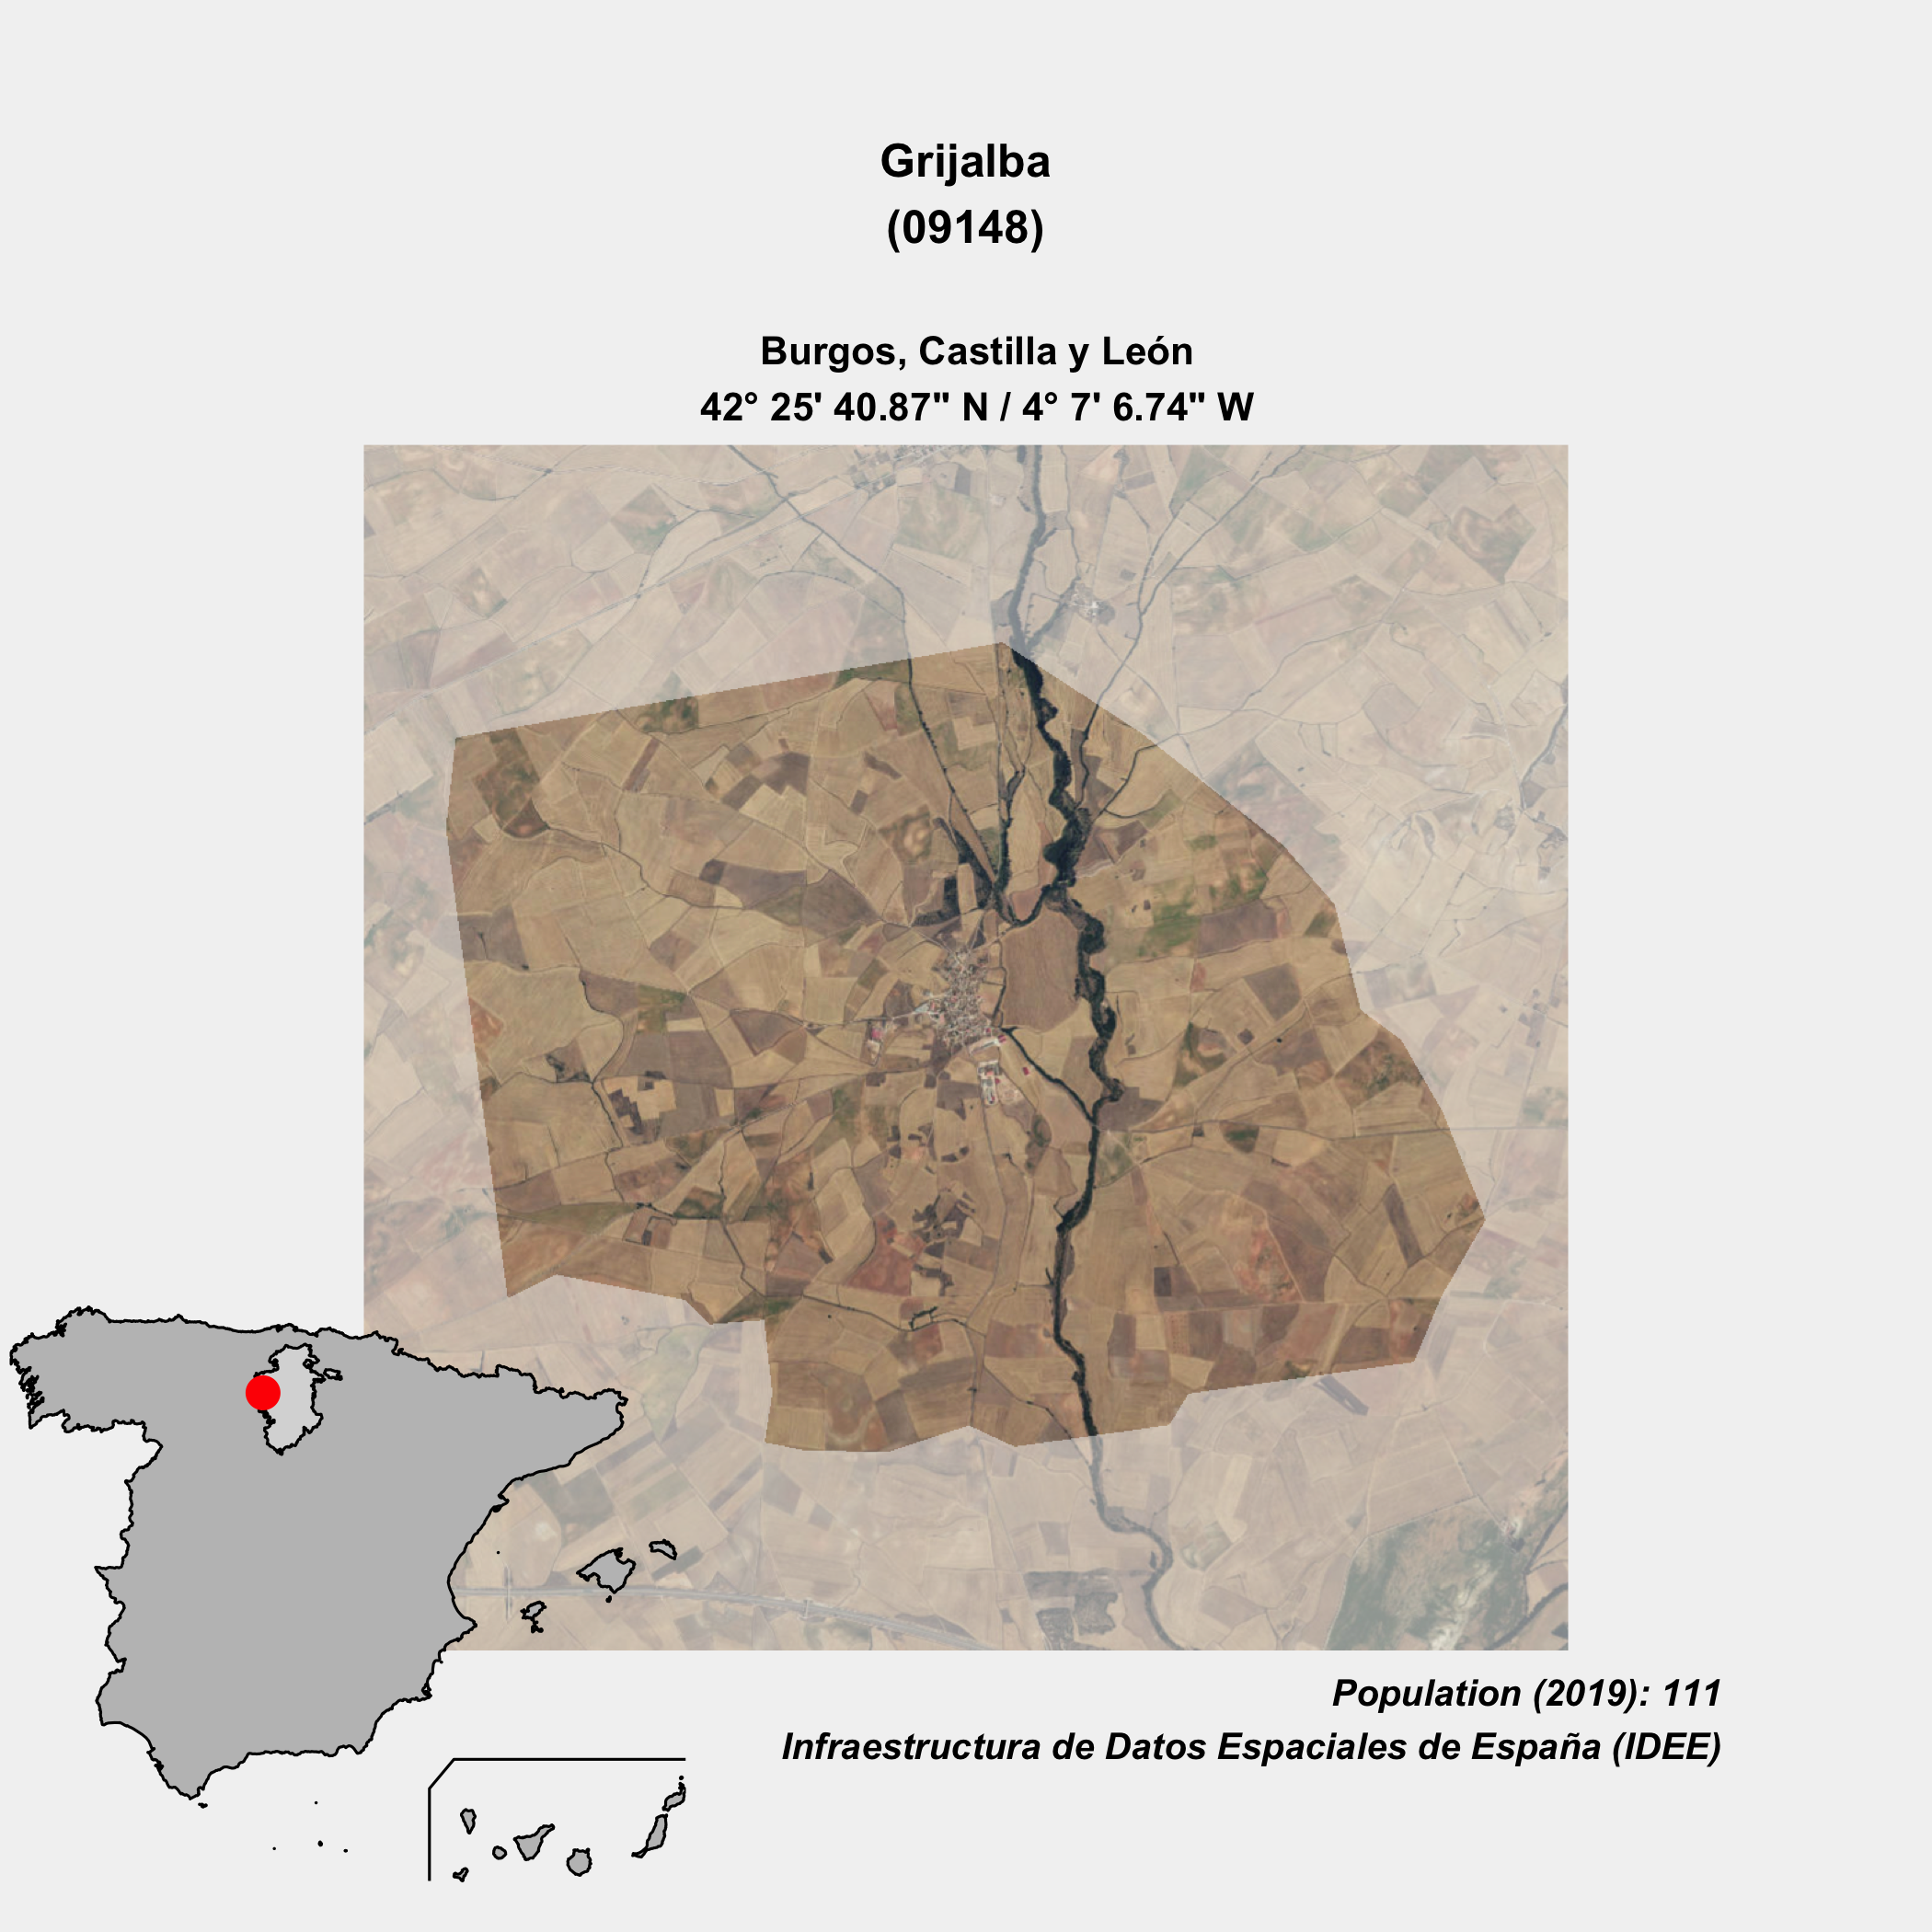 Grijalba
(09148)
Burgos, Castilla y León
42° 25' 40.87" N / 4° 7' 6.74" W
Population (2019): 111
Infraestructura de Datos Espaciales de España (IDEE)